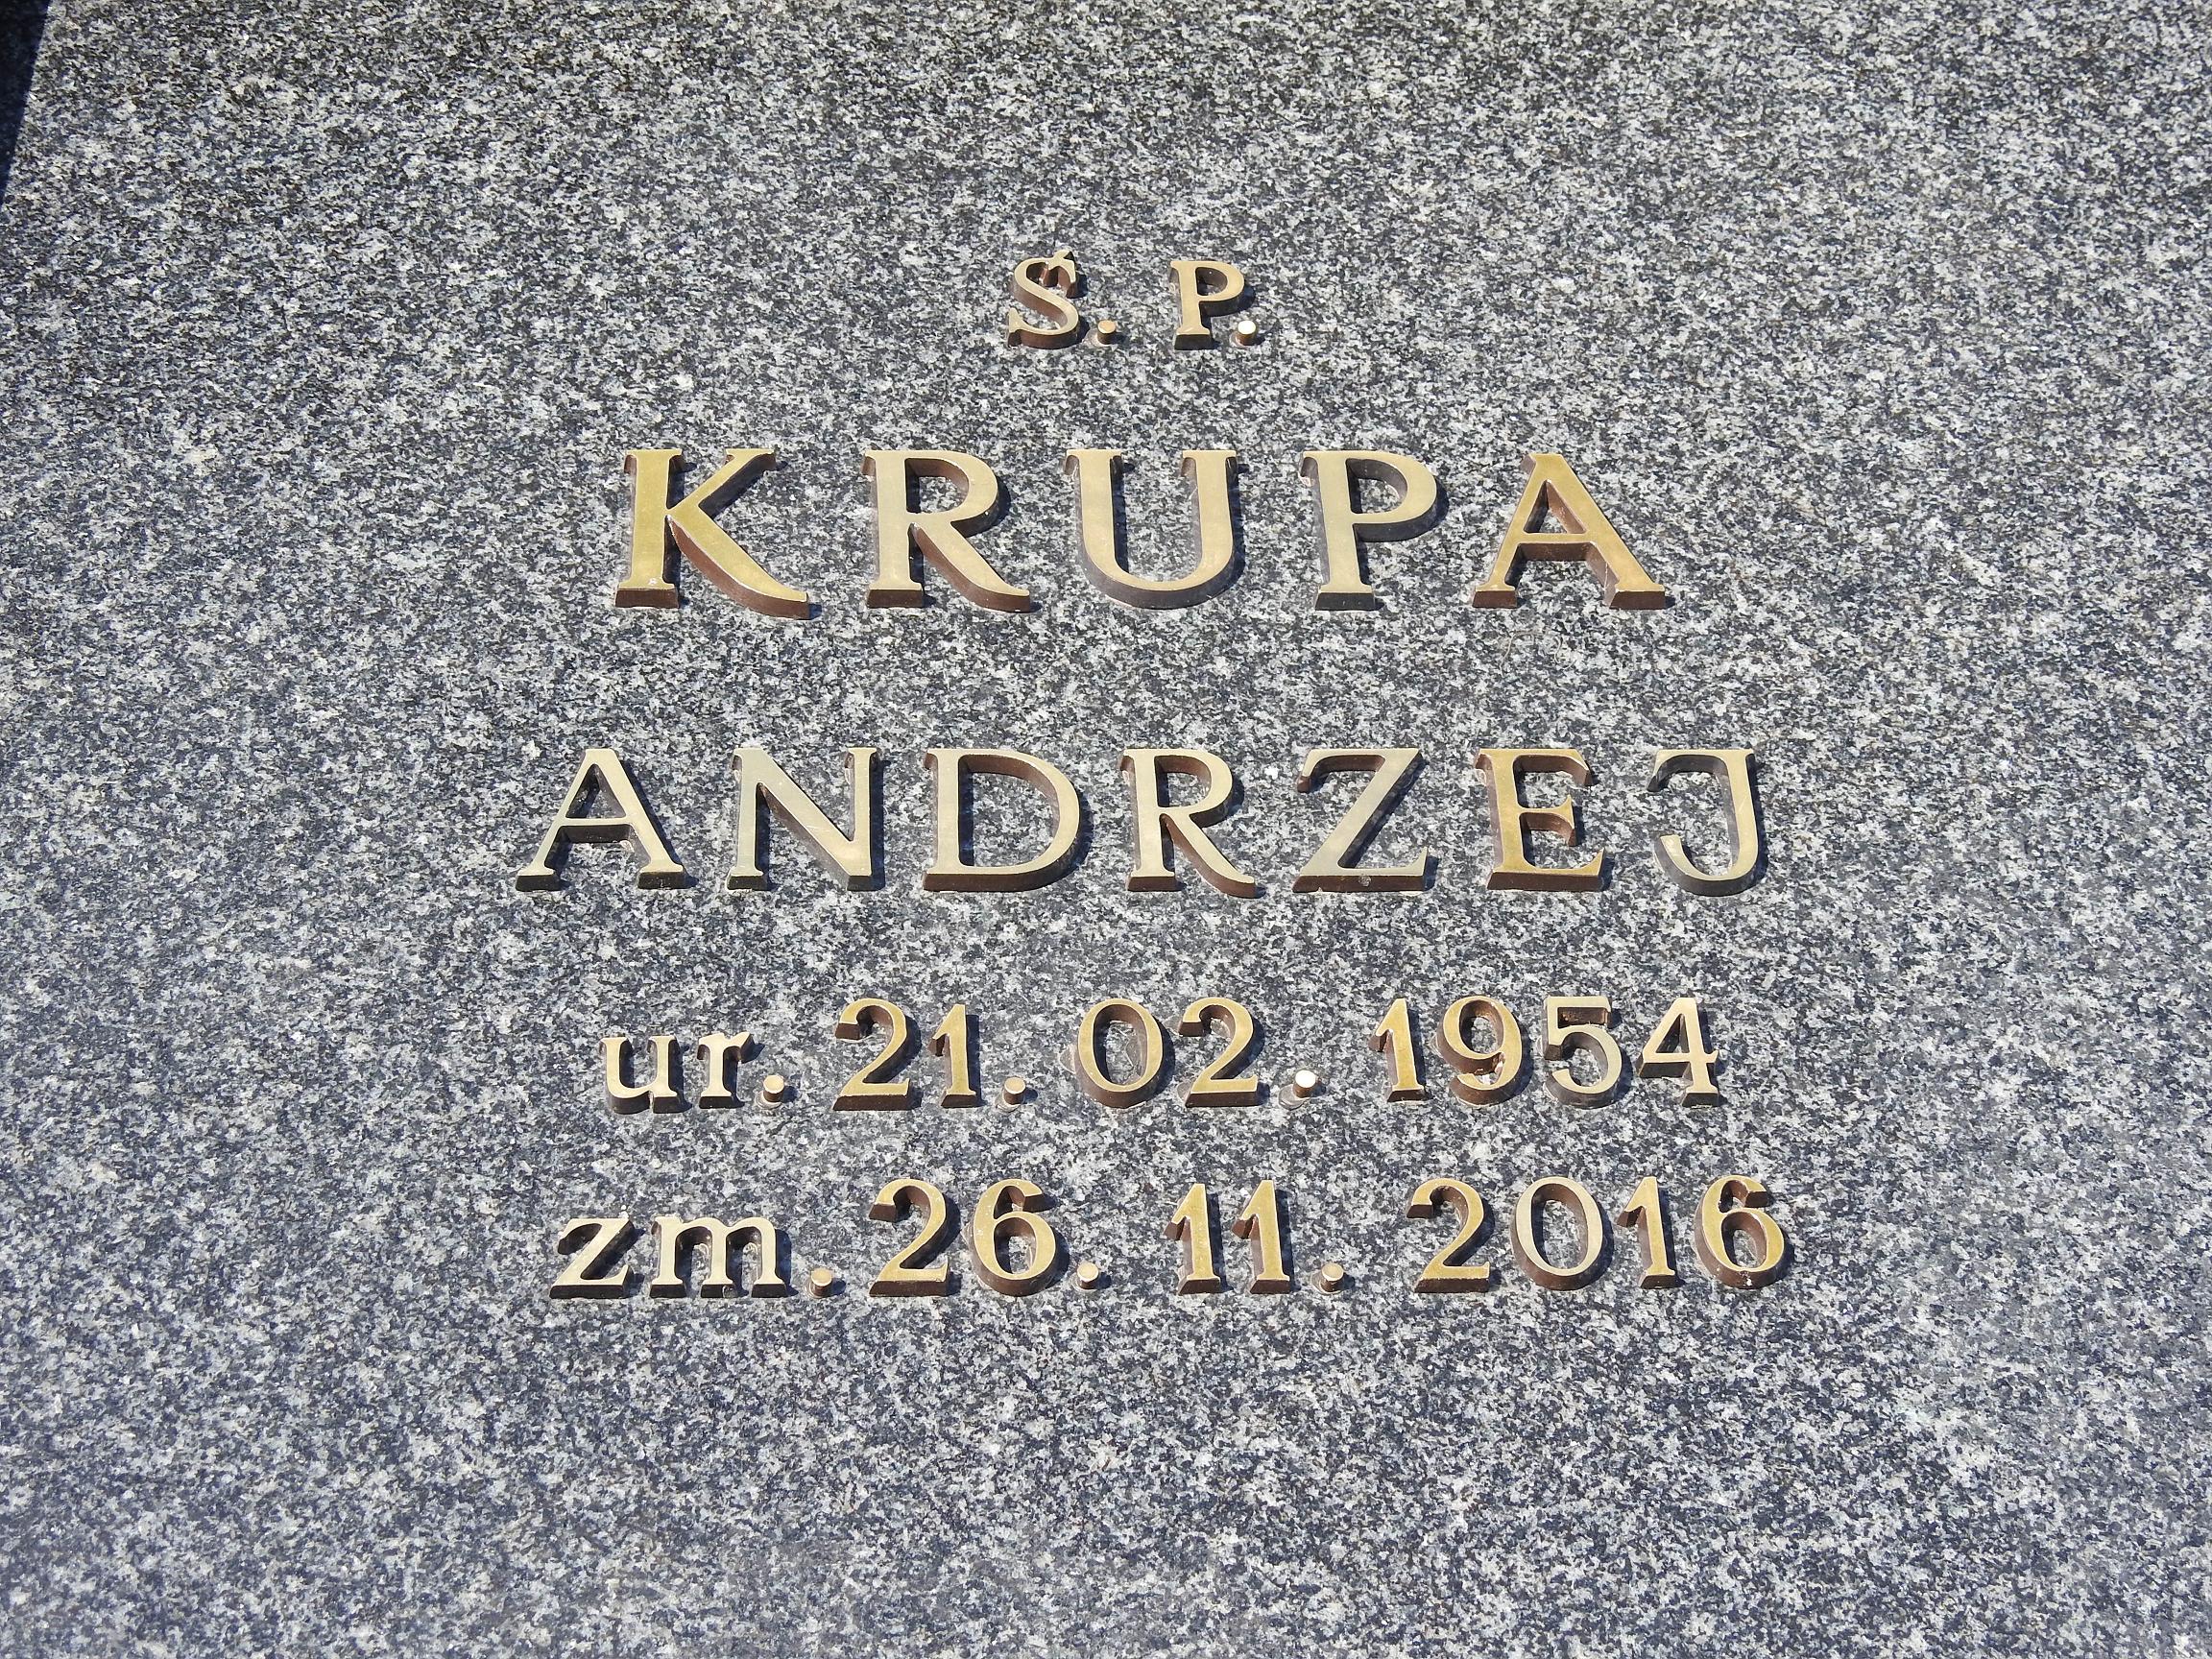 Ś. P.
KRUPA
ANDRZEJ
ur. 21. 02. 1954
zm. 26. 11. 2016